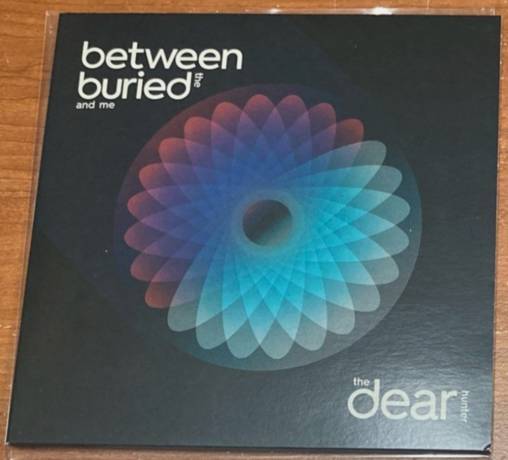 between
buried the
and me
the
dear hunter